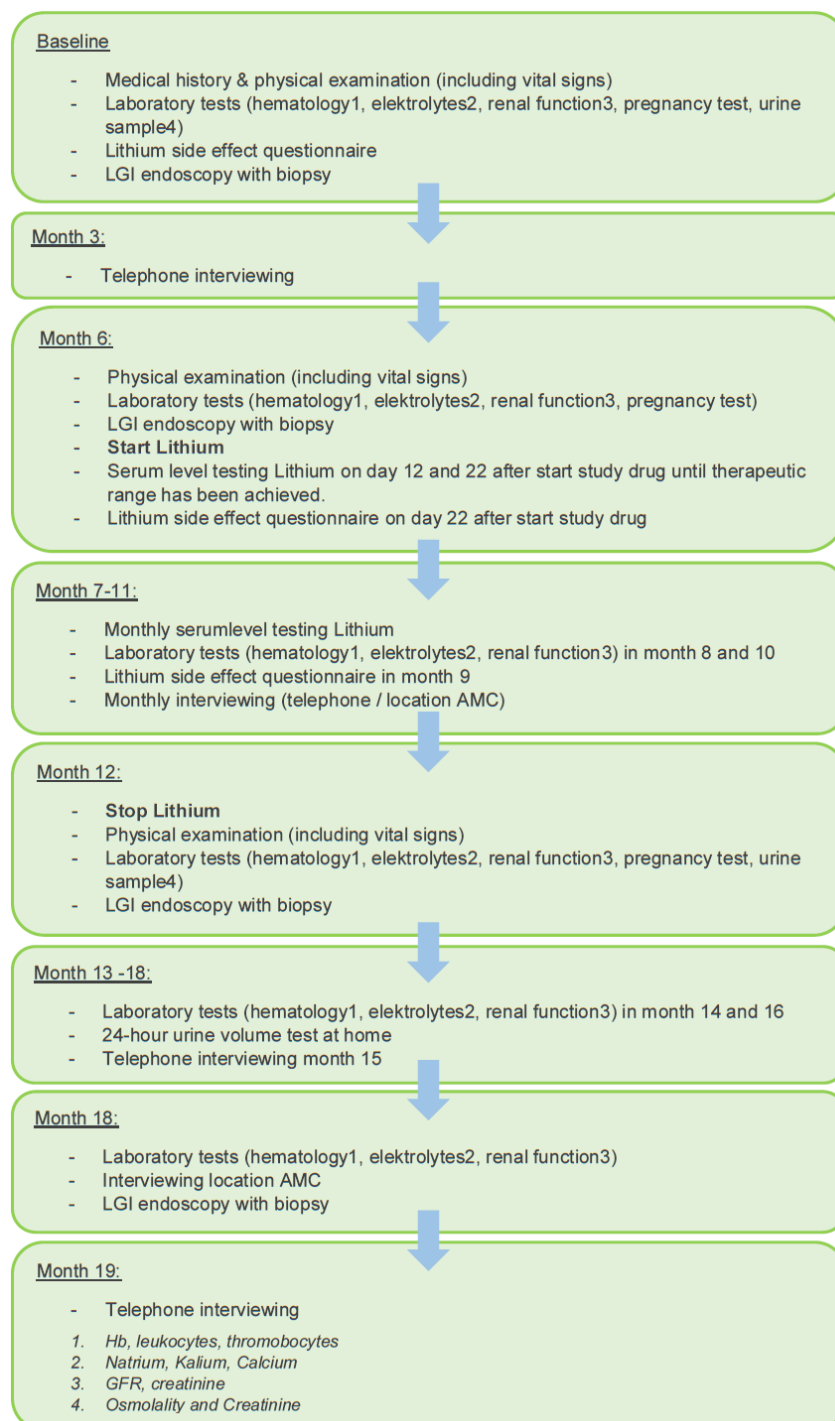 Baseline
- Medical history & physical examination (including vital signs)
- Laboratory tests (hematology1, elektrolytes2, renal function3, pregnancy test, urine
sample4)
- Lithium side effect questionnaire
- LGI endoscopy with biopsy
Month 3:
- Telephone interviewing
Month 6:
- Physical examination (including vital signs)
- Laboratory tests (hematology1, elektrolytes2, renal function3, pregnancy test)
- LGI endoscopy with biopsy
- Start Lithium
- Serum level testing Lithium on day 12 and 22 after start study drug until therapeutic
range has been achieved.
- Lithium side effect questionnaire on day 22 after start study drug
Month 7-11:
- Monthly serumlevel testing Lithium
- Laboratory tests (hematology1, elektrolytes2, renal function3) in month 8 and 10
- Lithium side effect questionnaire in month 9
- Monthly interviewing (telephone / location AMC)
Month 12:
- Stop Lithium
- Physical examination (including vital signs)
- Laboratory tests (hematology1, elektrolytes2, renal function3, pregnancy test, urine
sample4)
- LGI endoscopy with biopsy
Month 13 -18:
- Laboratory tests (hematology1, elektrolytes2, renal function3) in month 14 and 16
- 24-hour urine volume test at home
- Telephone interviewing month 15
Month 18:
- Laboratory tests (hematology1, elektrolytes2, renal function3)
- Interviewing location AMC
- LGI endoscopy with biopsy
Month 19:
- Telephone interviewing
1. Hb, leukocytes, thromobocytes
2. Natrium, Kalium, Calcium
3. GFR, creatinine
4. Osmolality and Creatinine